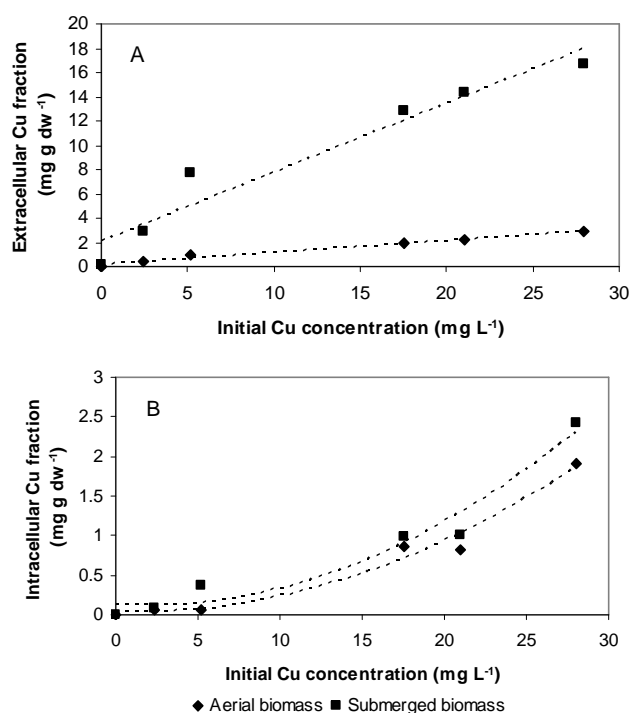 A
Extracellular Cu fraction
(mg g dw -1)
20
18
16
14
12
10
8
6
4
2
0
0 5 10 15 20 25 30
Initial Cu concentration (mg L-1)
B
Intracellular Cu fraction
(mg g dw -1)
3
2.5
2
1.5
1
0.5
0
0 5 10 15 20 25 30
Initial Cu concentration (mg L-1)
Aerial biomass Submerged biomass